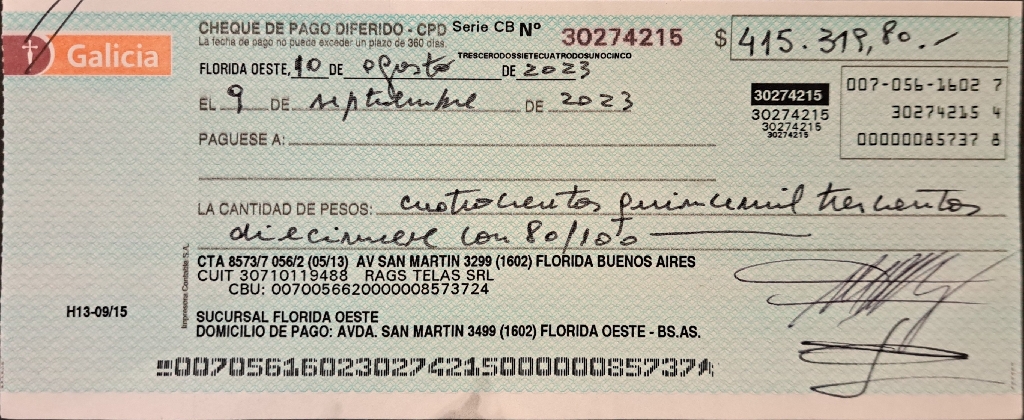 Galicia
CHEQUE DE PAGO DIFERIDO - CPD Serie CB Nº 30274215 $ 415.319,80.-
La fecha de pago no puede exceder un plazo de 360 días.
TRESCERODOSSIETECUATRODOSUNOCINCO
FLORIDA OESTE, 10 DE agosto DE 2023
EL 9 DE septiembre DE 2023
30274215
30274215
30274215
30274215
007-056-1602 7
30274215 4
00000085737 8
PAGUESE A:
LA CANTIDAD DE PESOS: cuatrocientos quince mil trescientos
diecinueve con 80/100
CTA 8573/7 056/2 (05/13) AV SAN MARTIN 3299 (1602) FLORIDA BUENOS AIRES
CUIT 30710119488 RAGS TELAS SRL
CBU: 0070056620000008573724
H13-09/15
Impresora Contable S.A.
SUCURSAL FLORIDA OESTE
DOMICILIO DE PAGO: AVDA. SAN MARTIN 3499 (1602) FLORIDA OESTE - BS.AS.
00705616023027421500000085737